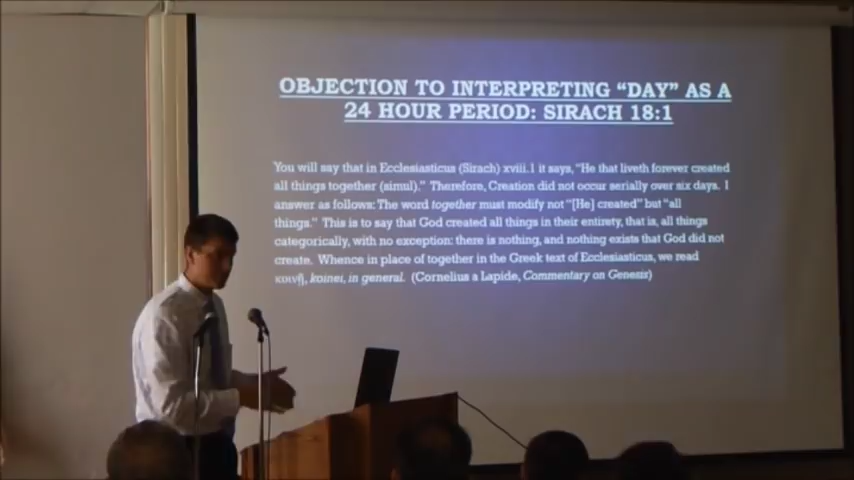 OBJECTION TO INTERPRETING “DAY” AS A
24 HOUR PERIOD: SIRACH 18:1
You will say that in Ecclesiasticus (Sirach) xviii.1 it says, “He that liveth forever created
all things together (simul).” Therefore, Creation did not occur serially over six days. I
answer as follows: The word together must modify not “[He] created” but “all
things.” This is to say that God created all things in their entirety, that is, all things
categorically, with no exception: there is nothing, and nothing exists that God did not
create. Whence in place of together in the Greek text of Ecclesiasticus, we read
κοινῇ, koinei, in general. (Cornelius a Lapide, Commentary on Genesis)